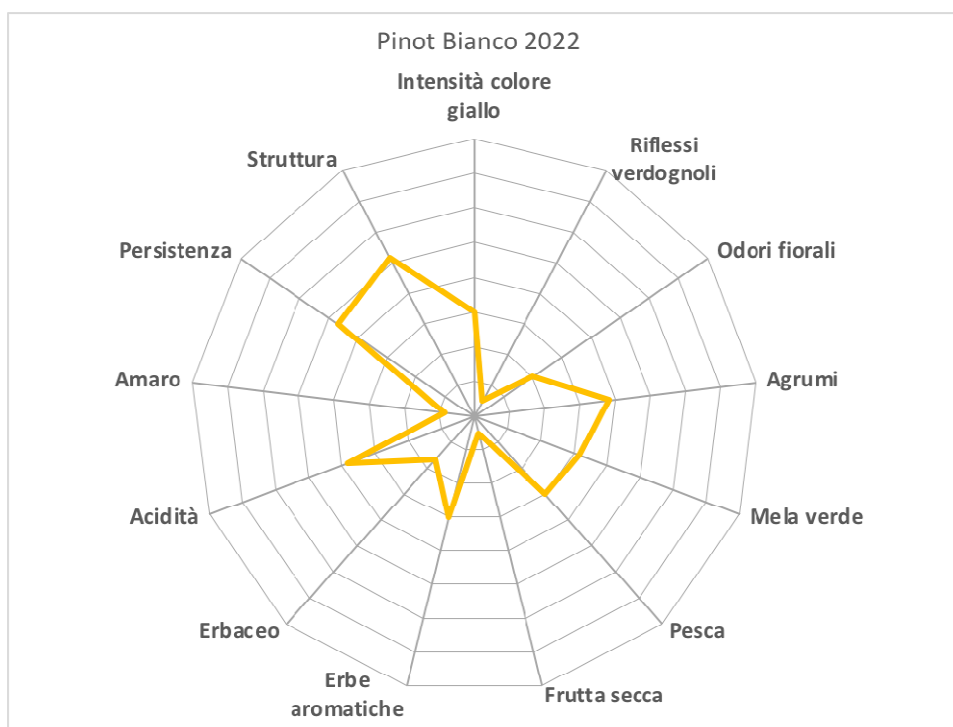 Pinot Bianco 2022
Intensità colore
giallo
Riflessi
verdognoli
Odori fiorali
Agrumi
Mela verde
Pesca
Frutta secca
Erbe
aromatiche
Erbaceo
Acidità
Amaro
Persistenza
Struttura